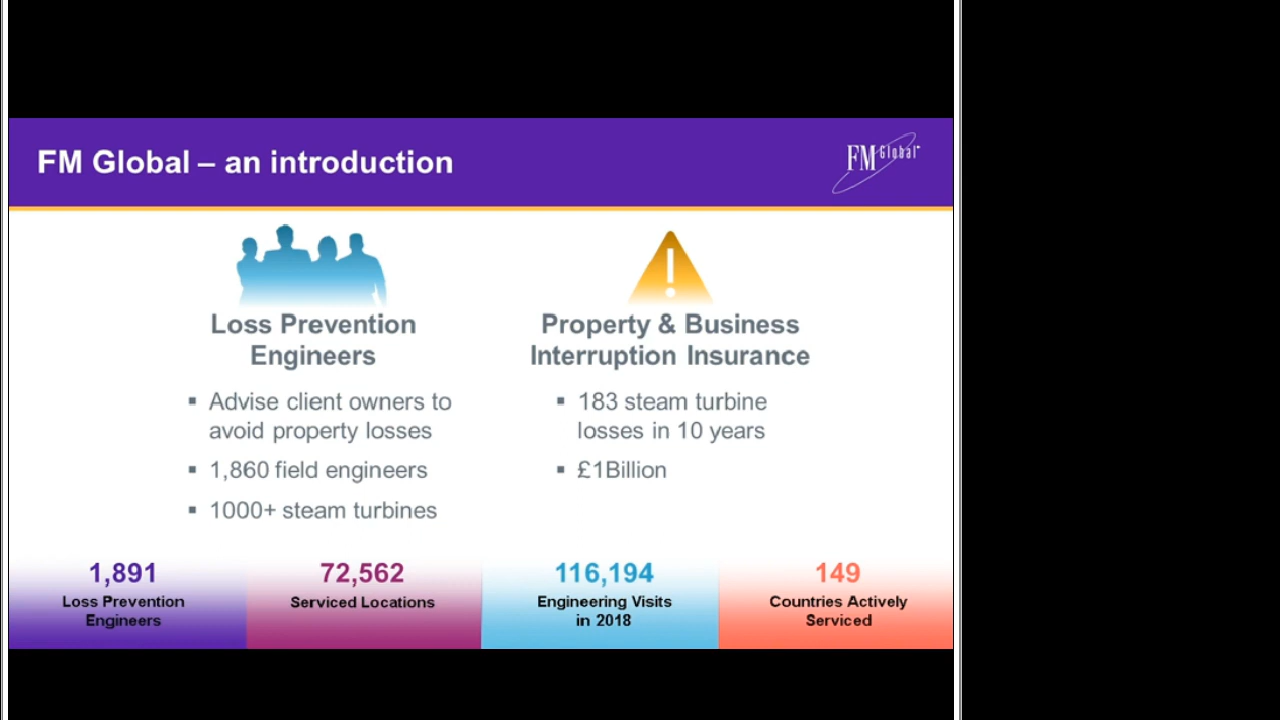 FM Global – an introduction
FM Global
Loss Prevention
Engineers
▪ Advise client owners to
avoid property losses
▪ 1,860 field engineers
▪ 1000+ steam turbines
Property & Business
Interruption Insurance
▪ 183 steam turbine
losses in 10 years
▪ £1Billion
1,891
Loss Prevention
Engineers
72,562
Serviced Locations
116,194
Engineering Visits
in 2018
149
Countries Actively
Serviced